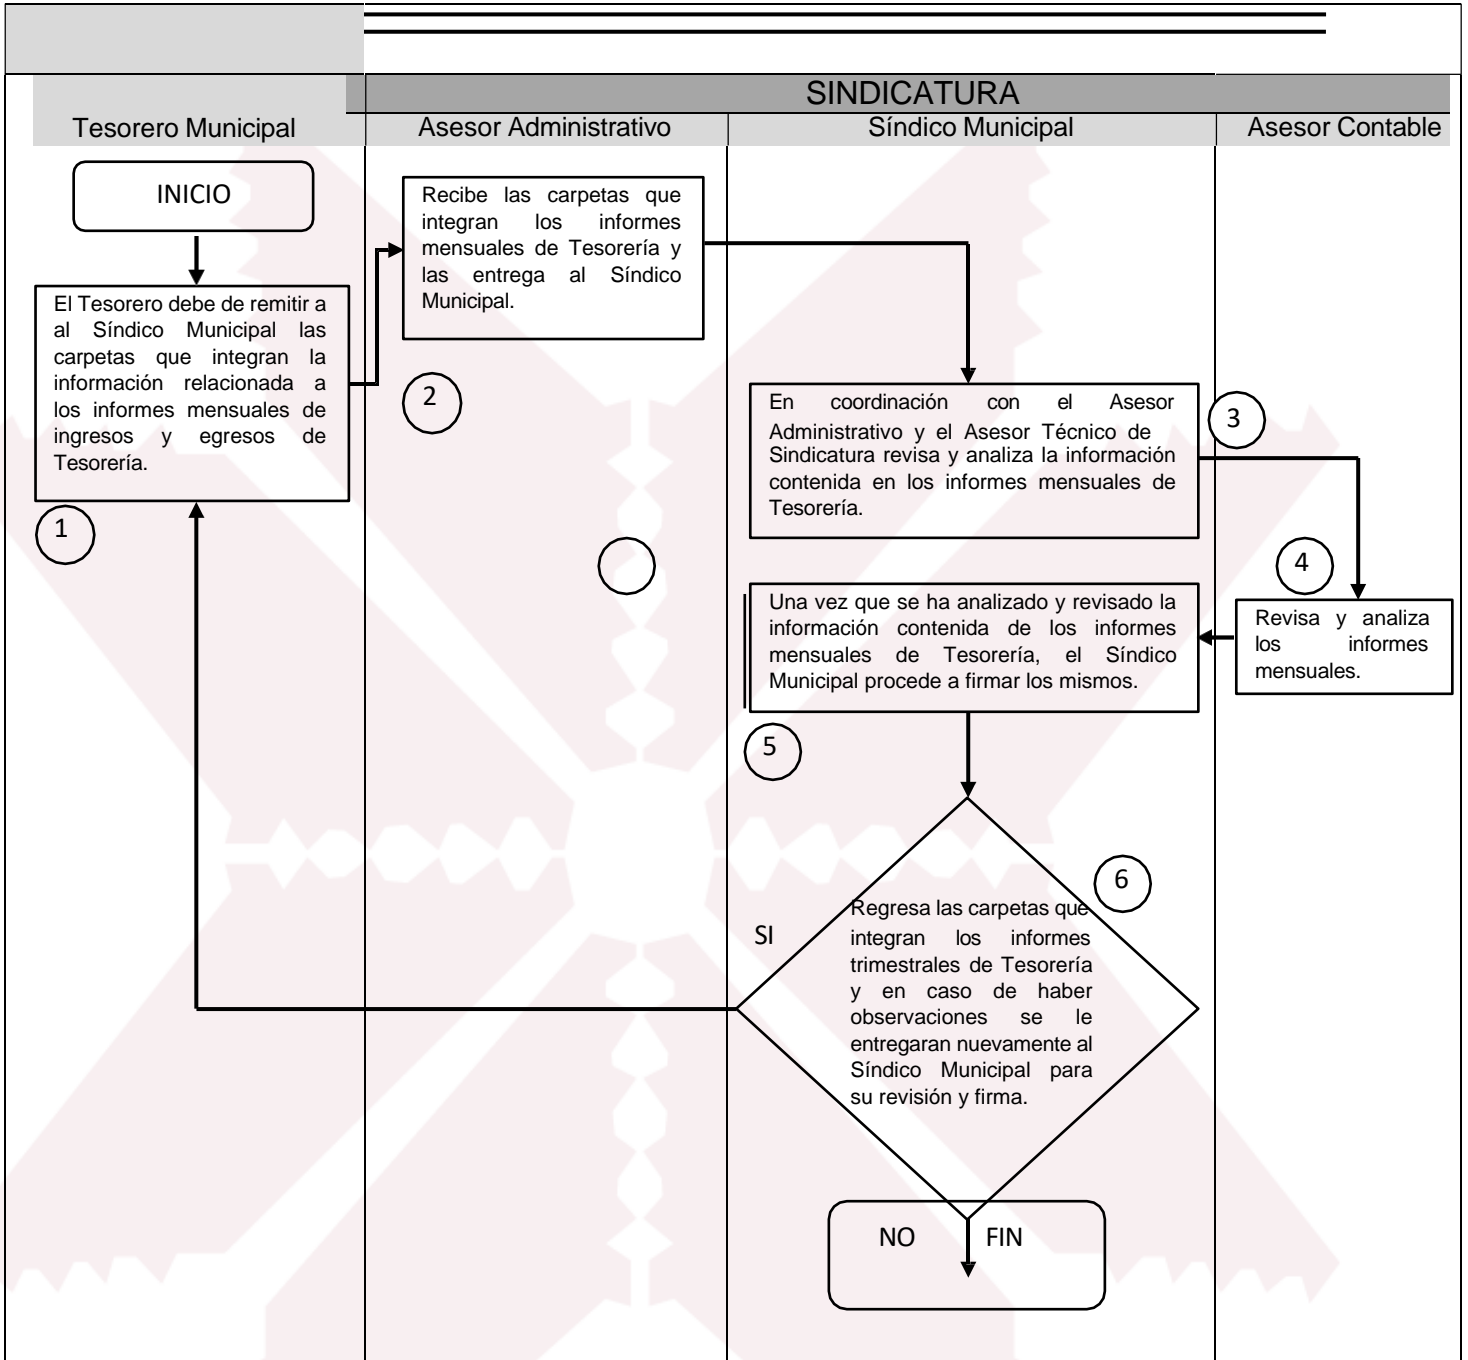 SINDICATURA
Tesorero Municipal
Asesor Administrativo
Síndico Municipal
Asesor Contable
INICIO
El Tesorero debe de remitir a
al Síndico Municipal las
carpetas que integran la
información relacionada a
los informes mensuales de
ingresos y egresos de
Tesorería.
1
Recibe las carpetas que
integran los informes
mensuales de Tesorería y
las entrega al Síndico
Municipal.
2
En coordinación con el Asesor
Administrativo y el Asesor Técnico de
Sindicatura revisa y analiza la información
contenida en los informes mensuales de
Tesorería.
3
4
Revisa y analiza
los informes
mensuales.
Una vez que se ha analizado y revisado la
información contenida de los informes
mensuales de Tesorería, el Síndico
Municipal procede a firmar los mismos.
5
6
Regresa las carpetas que
integran los informes
trimestrales de Tesorería
y en caso de haber
observaciones se le
entregaran nuevamente al
Síndico Municipal para
su revisión y firma.
SI
NO
FIN